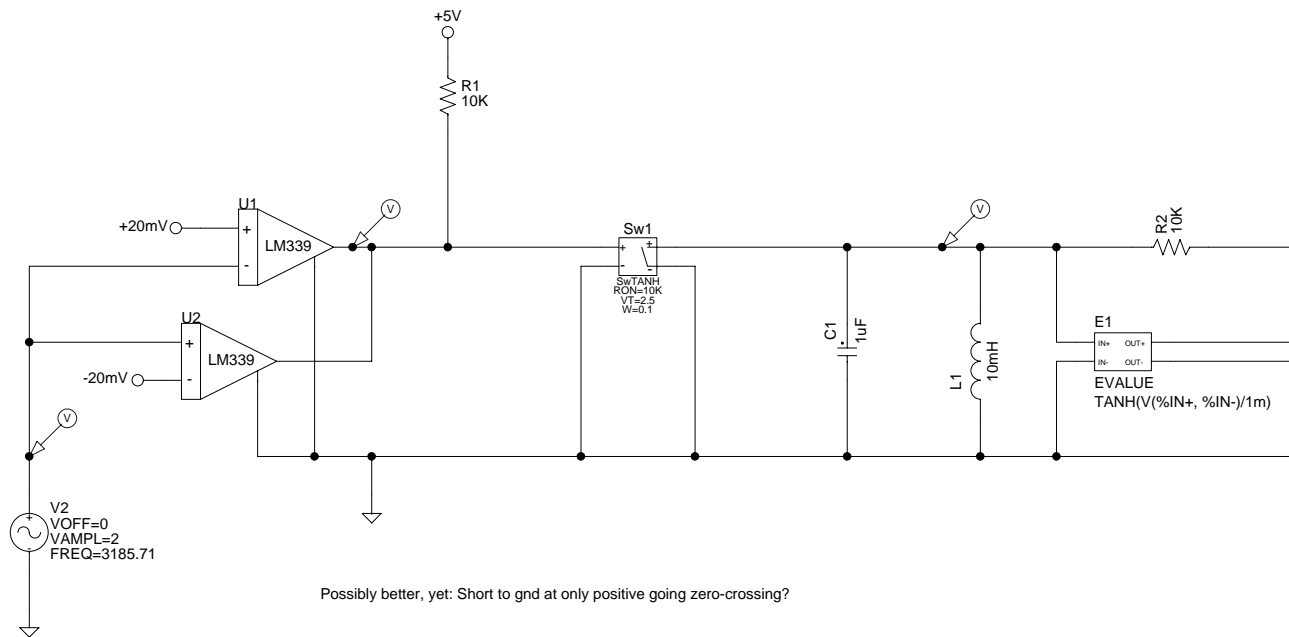 +5V
R1
10K
U1
+20mV
+
-
LM339
V
Sw1
+
-
+
-
SwTANH
RON=10K
VT=2.5
W=0.1
V
R2
10K
U2
+
-
LM339
-20mV
C1
1uF
L1
10mH
E1
IN+
OUT+
IN-
OUT-
EVALUE
TANH(V(%IN+, %IN-)/1m)
V
V2
VOFF=0
VAMPL=2
FREQ=3185.71
+
-
Possibly better, yet: Short to gnd at only positive going zero-crossing?